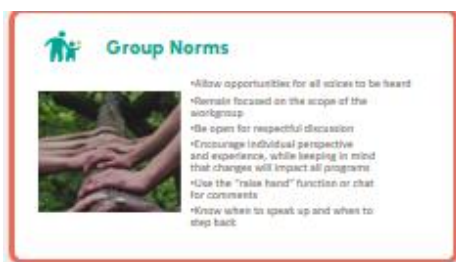 Group Norms
•Allow opportunities for all voices to be heard
•Remain focused on the scope of the
workgroup
•Be open for respectful discussion
•Encourage individual perspective
and experience, while keeping in mind
that changes will impact all programs
•Use the "raise hand" function or chat
for comments
•Know when to speak up and when to
step back